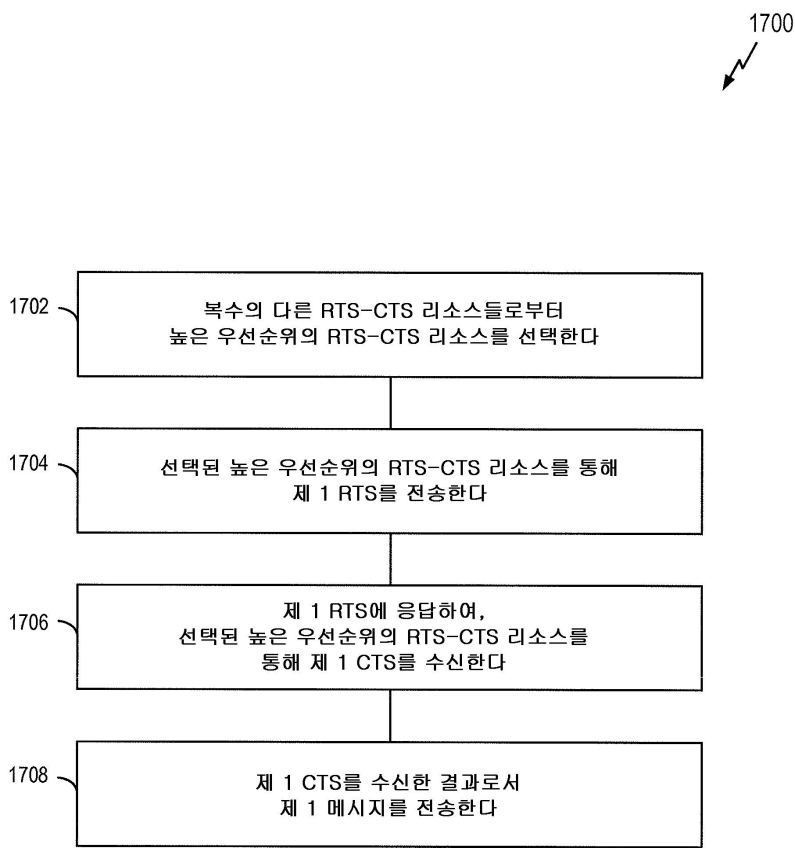 1700
1702
복수의 다른 RTS-CTS 리소스들로부터
높은 우선순위의 RTS-CTS 리소스를 선택한다
1704
선택된 높은 우선순위의 RTS-CTS 리소스를 통해
제 1 RTS를 전송한다
1706
제 1 RTS에 응답하여,
선택된 높은 우선순위의 RTS-CTS 리소스를
통해 제 1 CTS를 수신한다
1708
제 1 CTS를 수신한 결과로서
제 1 메시지를 전송한다